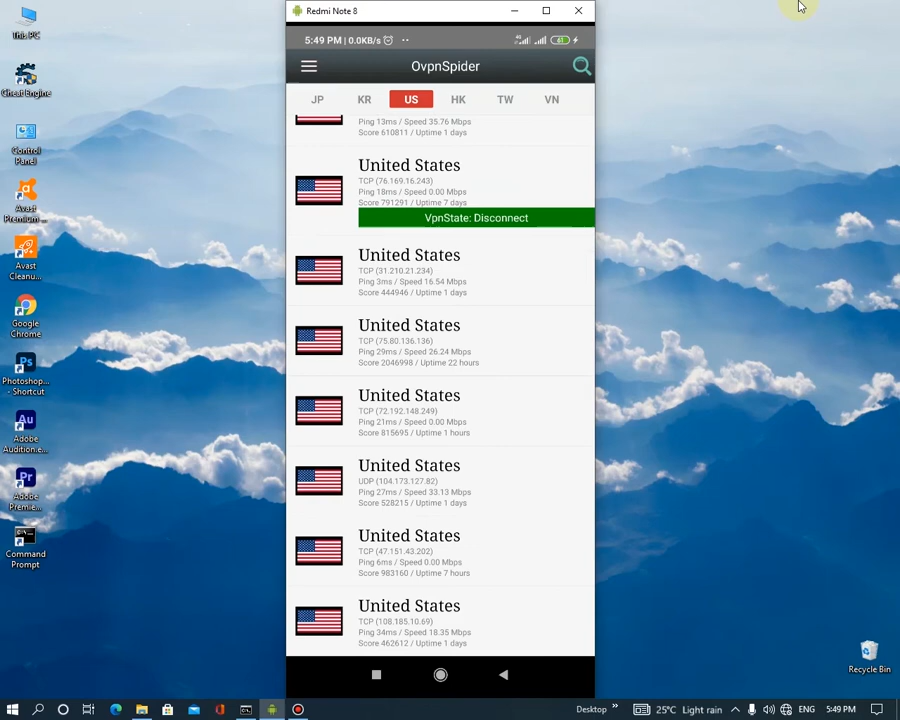 This PC
Cheat Engine
Control
Panel
Avast
Premium ...
Avast
Cleanu...
Google
Chrome
Photoshop...
- Shortcut
Adobe
Audition.e...
Adobe
Premie...
Command
Prompt
Redmi Note 8
5:49 PM | 0.0KB/s
4G
61
OvpnSpider
JP KR US HK TW VN
Ping 13ms / Speed 35.76 Mbps
Score 610811 / Uptime 1 days
United States
TCP (76.169.16.243)
Ping 18ms / Speed 0.00 Mbps
Score 791291 / Uptime 7 days
VpnState: Disconnect
United States
TCP (31.210.21.234)
Ping 3ms / Speed 16.54 Mbps
Score 444946 / Uptime 1 days
United States
TCP (75.80.136.136)
Ping 29ms / Speed 26.24 Mbps
Score 2046998 / Uptime 22 hours
United States
TCP (72.192.148.249)
Ping 21ms / Speed 0.00 Mbps
Score 815695 / Uptime 1 hours
United States
UDP (104.173.127.82)
Ping 27ms / Speed 33.13 Mbps
Score 528215 / Uptime 1 days
United States
TCP (47.151.43.202)
Ping 6ms / Speed 0.00 Mbps
Score 983160 / Uptime 7 hours
United States
TCP (108.185.10.69)
Ping 34ms / Speed 18.35 Mbps
Score 462612 / Uptime 1 days
Recycle Bin
Desktop » 25°C Light rain ENG 5:49 PM